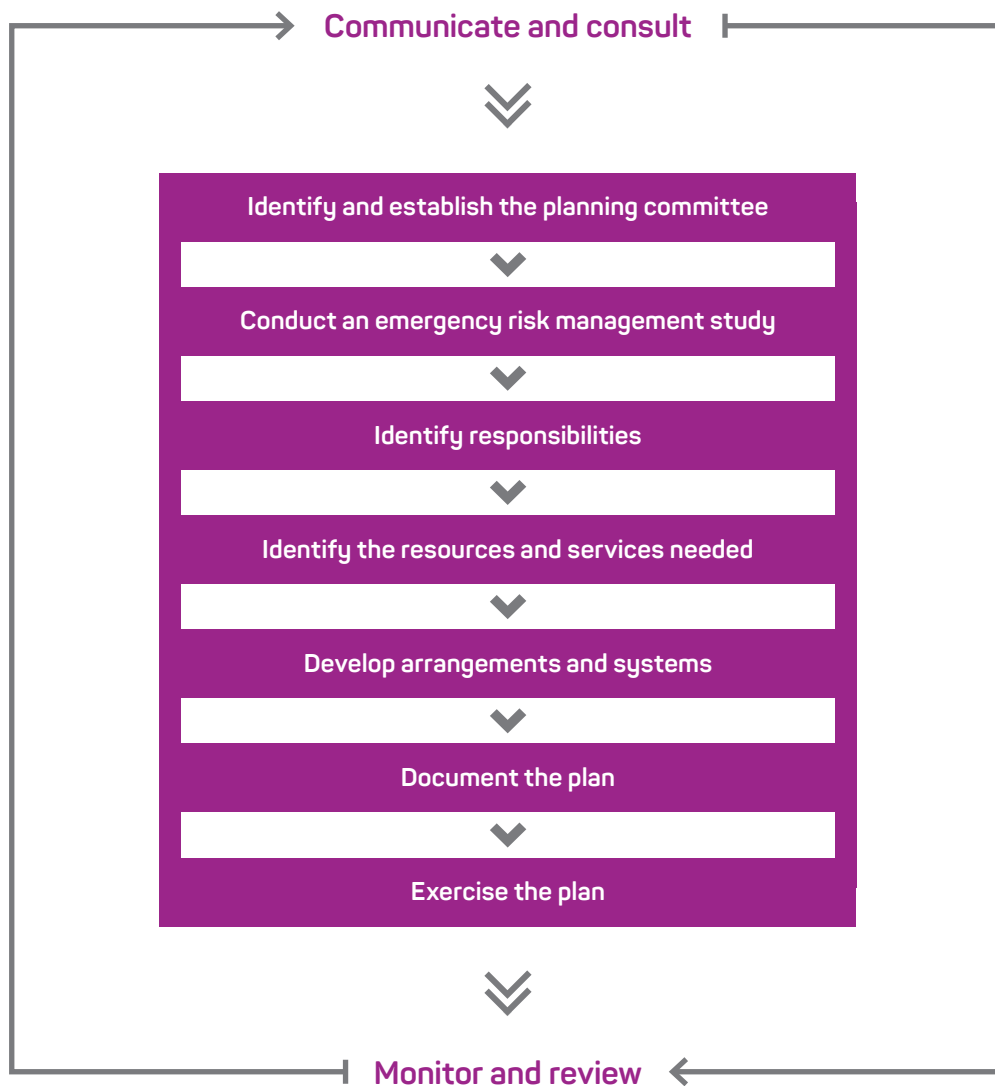 Communicate and consult
Identify and establish the planning committee
Conduct an emergency risk management study
Identify responsibilities
Identify the resources and services needed
Develop arrangements and systems
Document the plan
Exercise the plan
Monitor and review